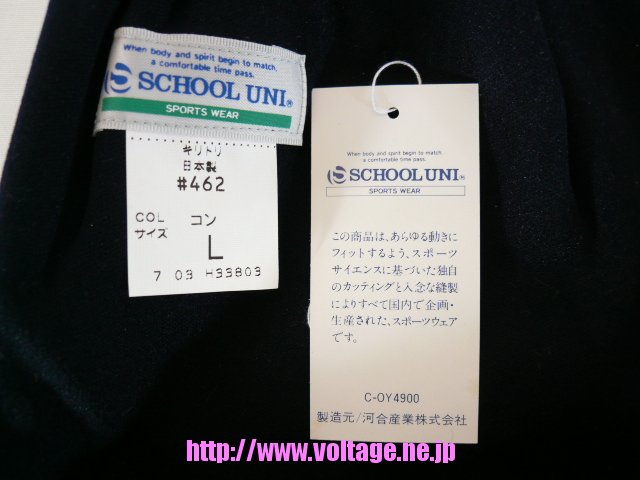 When body and spirit begin to match.
a comfortable time pass.
S SCHOOL UNI®
SPORTS WEAR
キリトリ
日本製
#462
COL コン
サイズ L
7 03 H33803
When body and spirit begin to match.
a comfortable time pass.
S SCHOOL UNI®
SPORTS WEAR
この商品は、あらゆる動きに
フィットするよう、スポーツ
サイエンスに基づいた独自
のカッティングと入念な縫製
によりすべて国内で企画・
生産された、スポーツウェア
です。
C-OY4900
製造元/河合産業株式会社
http://www.voltage.ne.jp